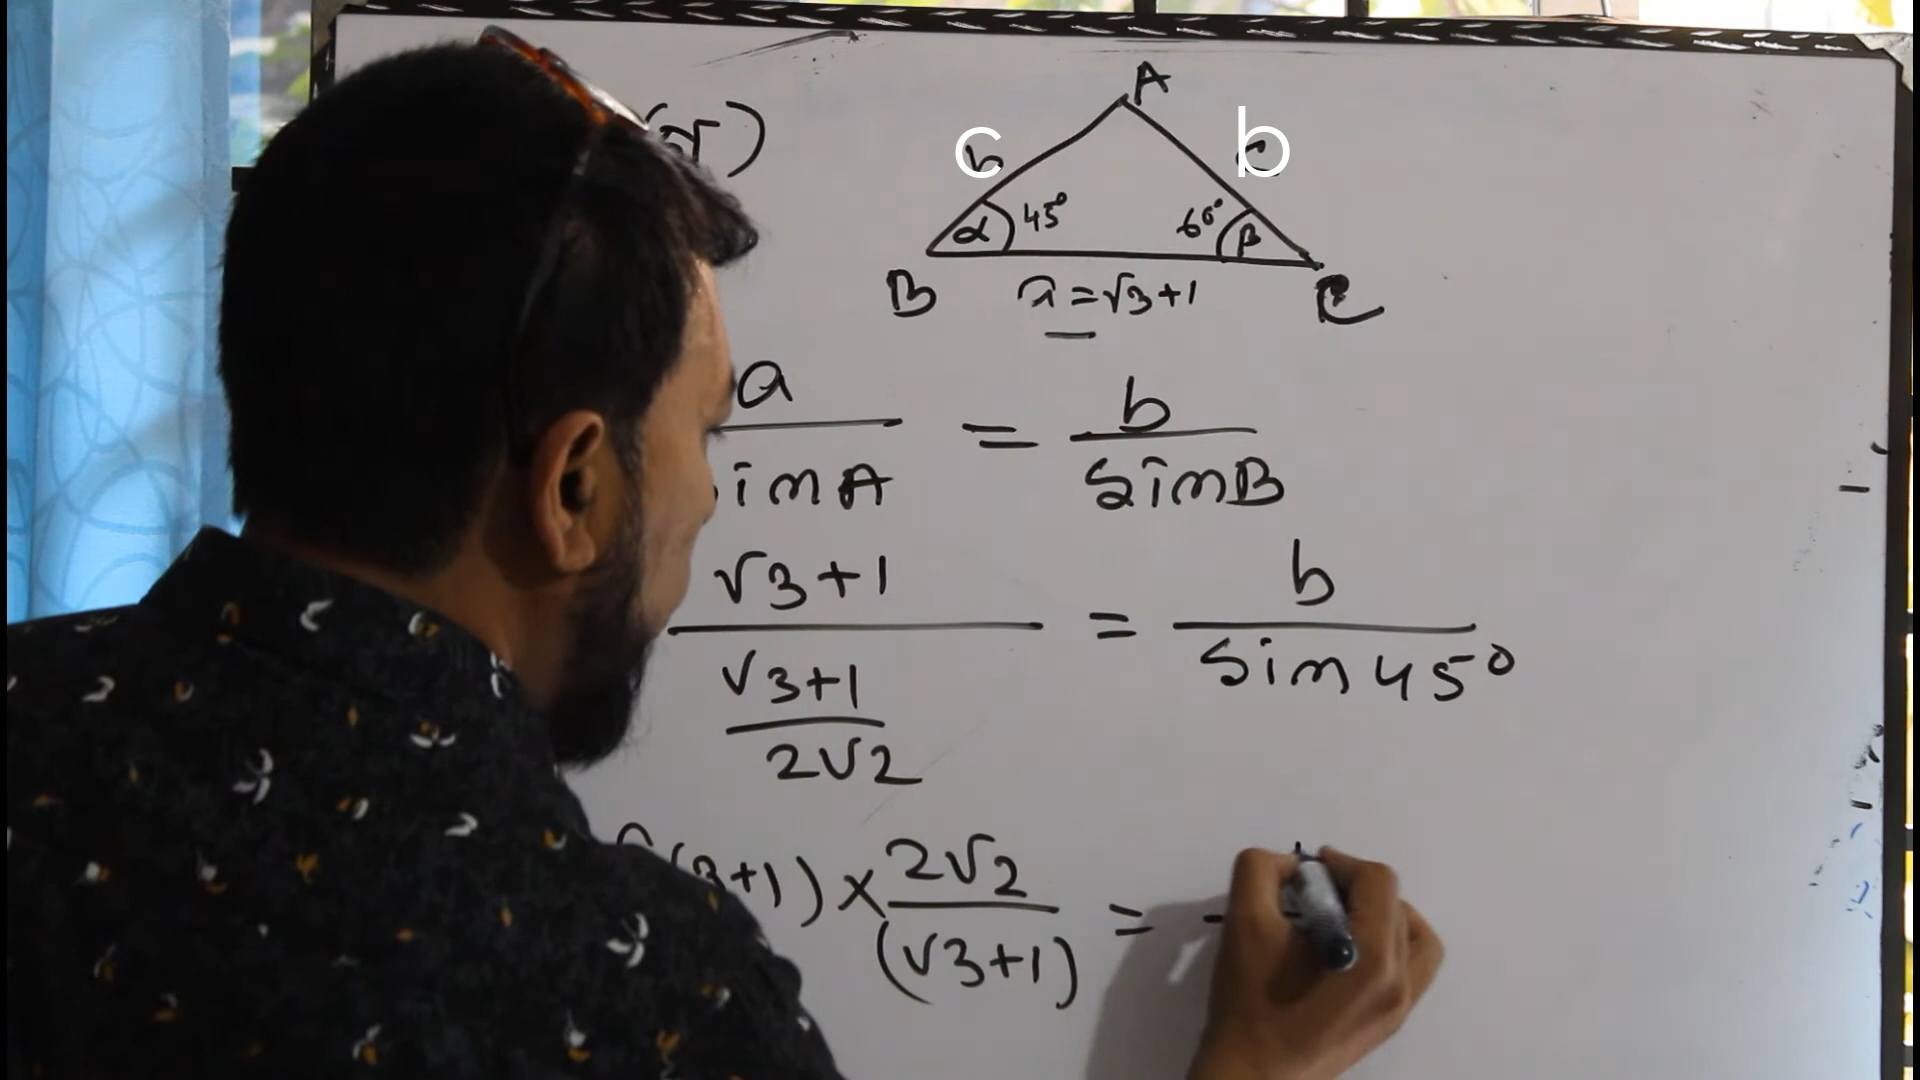 (গ)
A
c b
45° 60°
α β
B a = √3+1 C
a/sinA = b/sinB
√3+1/(√3+1/2√2) = b/sin45°
3+1) × 2√2/(√3+1) =